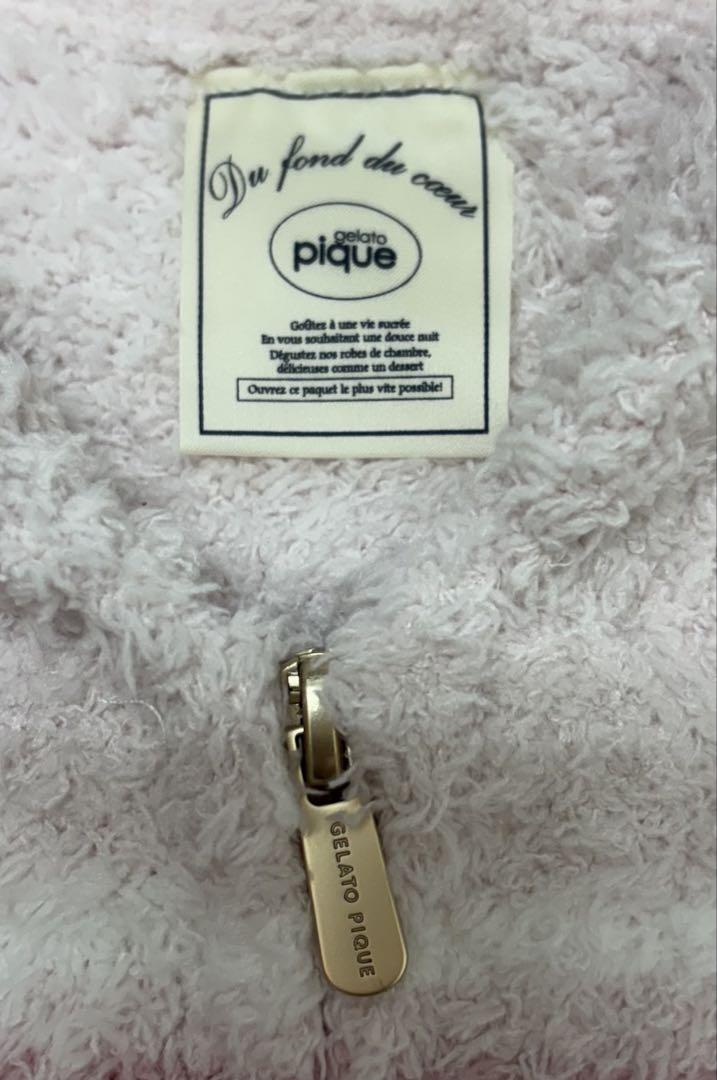 Du fond du cœur
gelato
pique
Goûtez à une vie sucrée
En vous souhaitant une douce nuit
Dégustez nos robes de chambre,
délicieuses comme un dessert
Ouvrez ce paquet le plus vite possible!
GELATO PIQUE